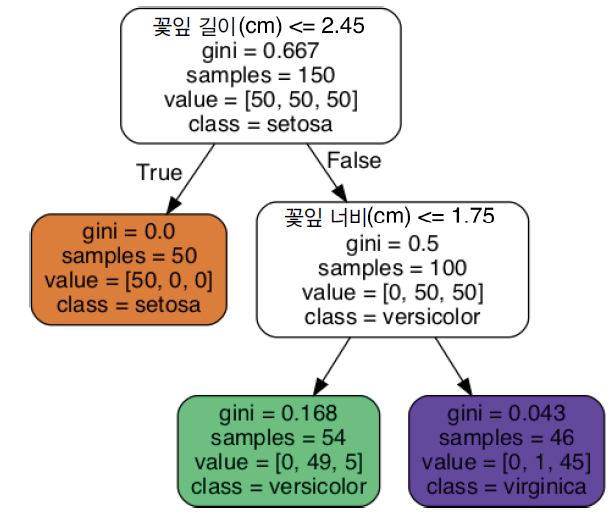 꽃잎 길이(cm) <= 2.45
gini = 0.667
samples = 150
value = [50, 50, 50]
class = setosa
True
False
gini = 0.0
samples = 50
value = [50, 0, 0]
class = setosa
꽃잎 너비(cm) <= 1.75
gini = 0.5
samples = 100
value = [0, 50, 50]
class = versicolor
gini = 0.168
samples = 54
value = [0, 49, 5]
class = versicolor
gini = 0.043
samples = 46
value = [0, 1, 45]
class = virginica